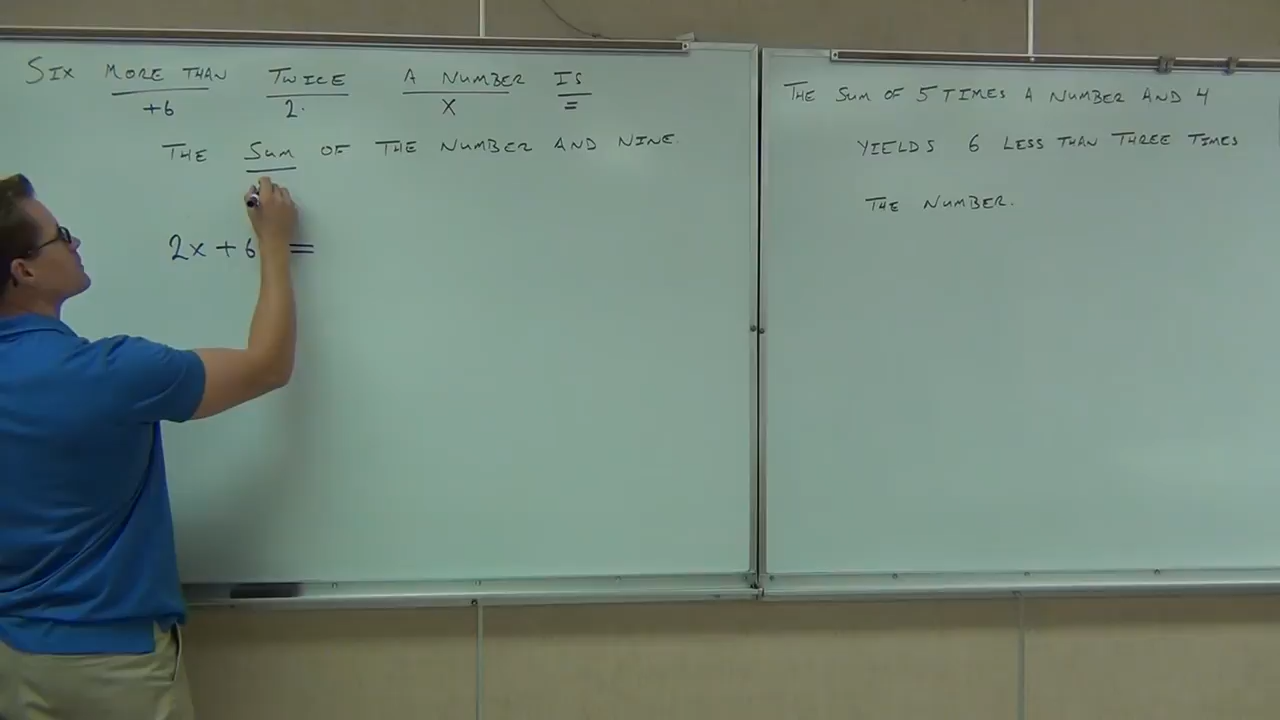 SIX MORE THAN TWICE A NUMBER IS
+6 2· X =
THE SUM OF THE NUMBER AND NINE.
2x + 6 =
THE SUM OF 5 TIMES A NUMBER AND 4
YIELDS 6 LESS THAN THREE TIMES
THE NUMBER.